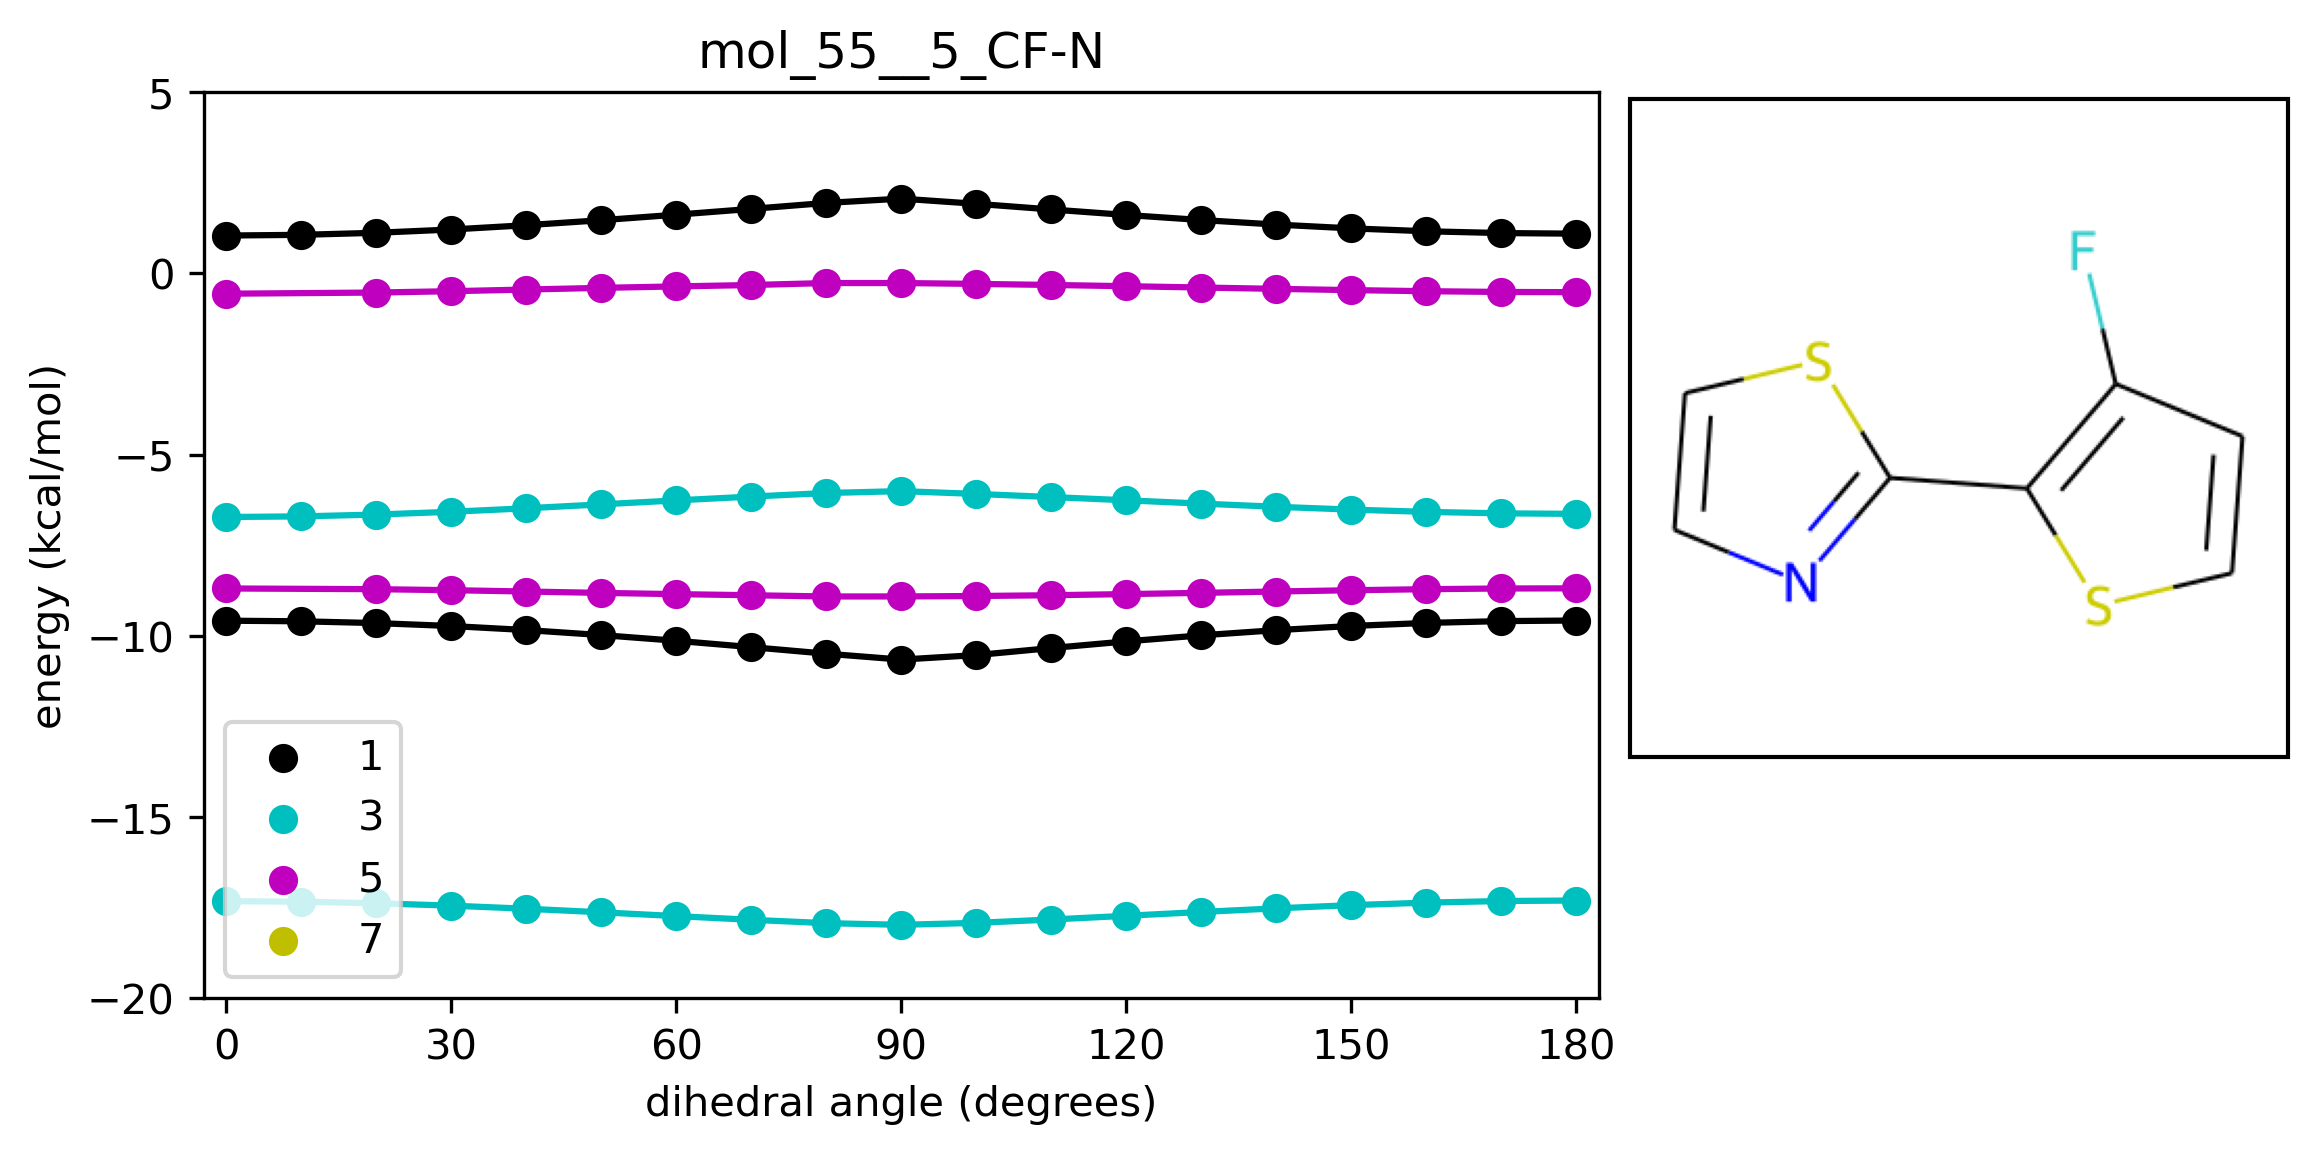 mol_55__5_CF-N
energy (kcal/mol)
5
0
−5
−10
−15
−20
1
3
5
7
0 30 60 90 120 150 180
dihedral angle (degrees)
F
S
N
S